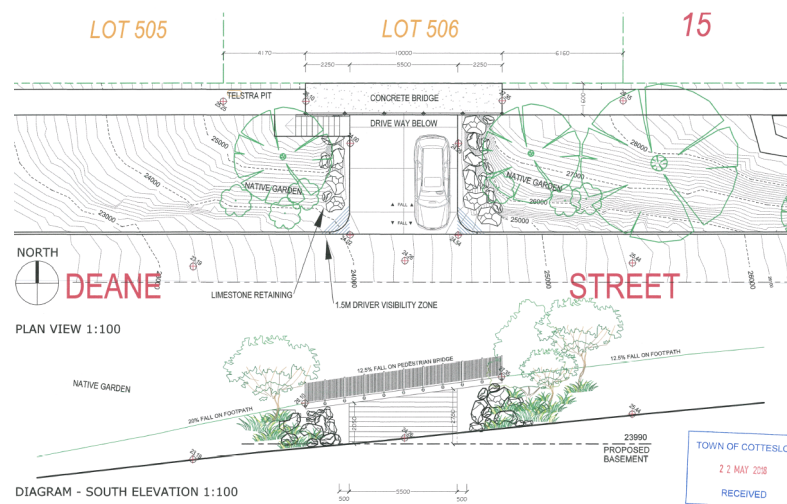 LOT 505
LOT 506
15
4170
10000
6160
2250
5500
2250
TELSTRA PIT
CONCRETE BRIDGE
DRIVE WAY BELOW
25000
24000
23000
NATIVE GARDEN
FALL
FALL
NATIVE GARDEN
28000
27000
26000
25000
NORTH
DEANE
STREET
LIMESTONE RETAINING
1.5M DRIVER VISIBILITY ZONE
24000
25000
PLAN VIEW 1:100
12.5% FALL ON PEDESTRIAN BRIDGE
12.5% FALL ON FOOTPATH
NATIVE GARDEN
20% FALL ON FOOTPATH
23990
PROPOSED
BASEMENT
TOWN OF COTTESLO
22 MAY 2018
RECEIVED
DIAGRAM - SOUTH ELEVATION 1:100
5500
500
500